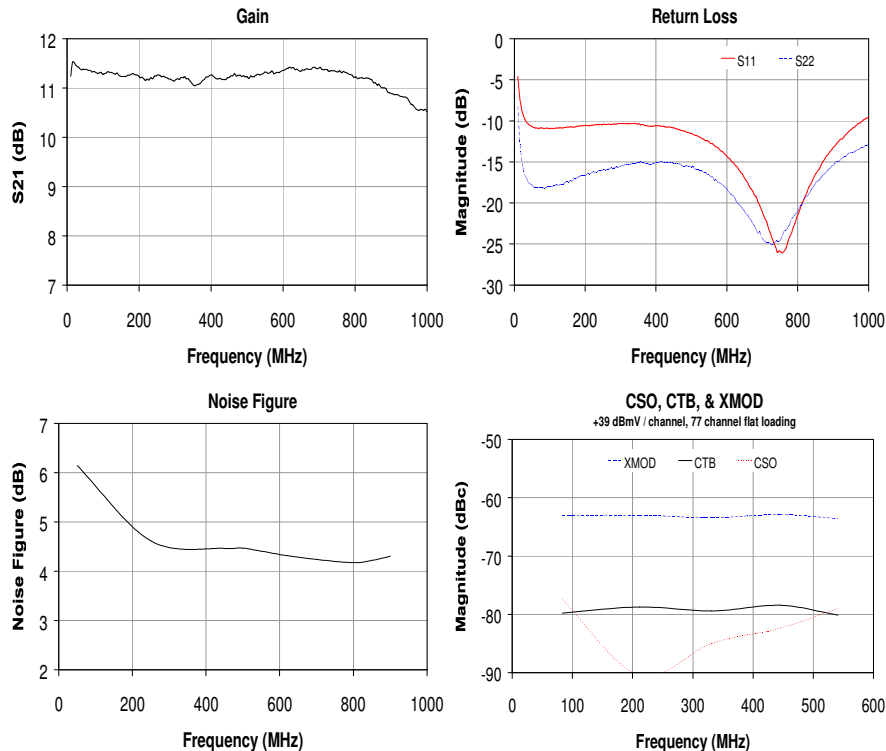 Gain
12
11
10
9
8
7
S21 (dB)
0 200 400 600 800 1000
Frequency (MHz)
Return Loss
S11 S22
0
-5
-10
-15
-20
-25
-30
Magnitude (dB)
0 200 400 600 800 1000
Frequency (MHz)
Noise Figure
7
6
5
4
3
2
Noise Figure (dB)
0 200 400 600 800 1000
Frequency (MHz)
CSO, CTB, & XMOD
+39 dBmV / channel, 77 channel flat loading
XMOD CTB CSO
-50
-60
-70
-80
-90
Magnitude (dBc)
0 100 200 300 400 500 600
Frequency (MHz)